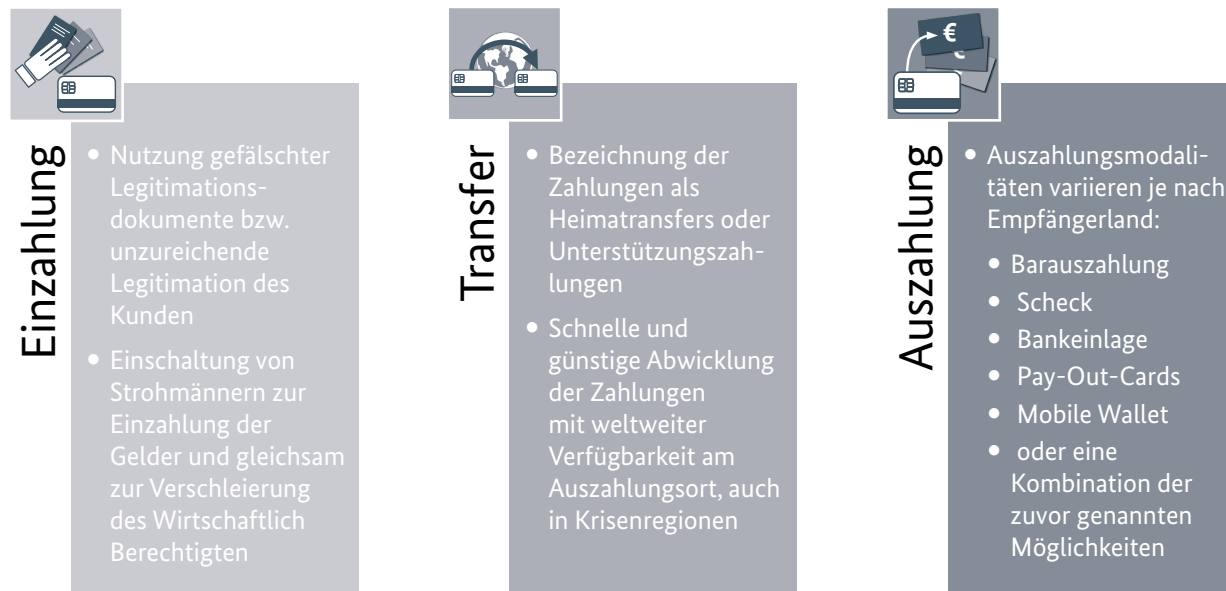 Einzahlung
• Nutzung gefälschter
Legitimations-
dokumente bzw.
unzureichende
Legitimation des
Kunden
• Einschaltung von
Strohmännern zur
Einzahlung der
Gelder und gleichsam
zur Verschleierung
des Wirtschaftlich
Berechtigten
Transfer
• Bezeichnung der
Zahlungen als
Heimatransfers oder
Unterstützungszah-
lungen
• Schnelle und
günstige Abwicklung
der Zahlungen
mit weltweiter
Verfügbarkeit am
Auszahlungsort, auch
in Krisenregionen
€
€
Auszahlung
• Auszahlungsmodali-
täten variieren je nach
Empfängerland:
• Barauszahlung
• Scheck
• Bankeinlage
• Pay-Out-Cards
• Mobile Wallet
• oder eine
Kombination der
zuvor genannten
Möglichkeiten